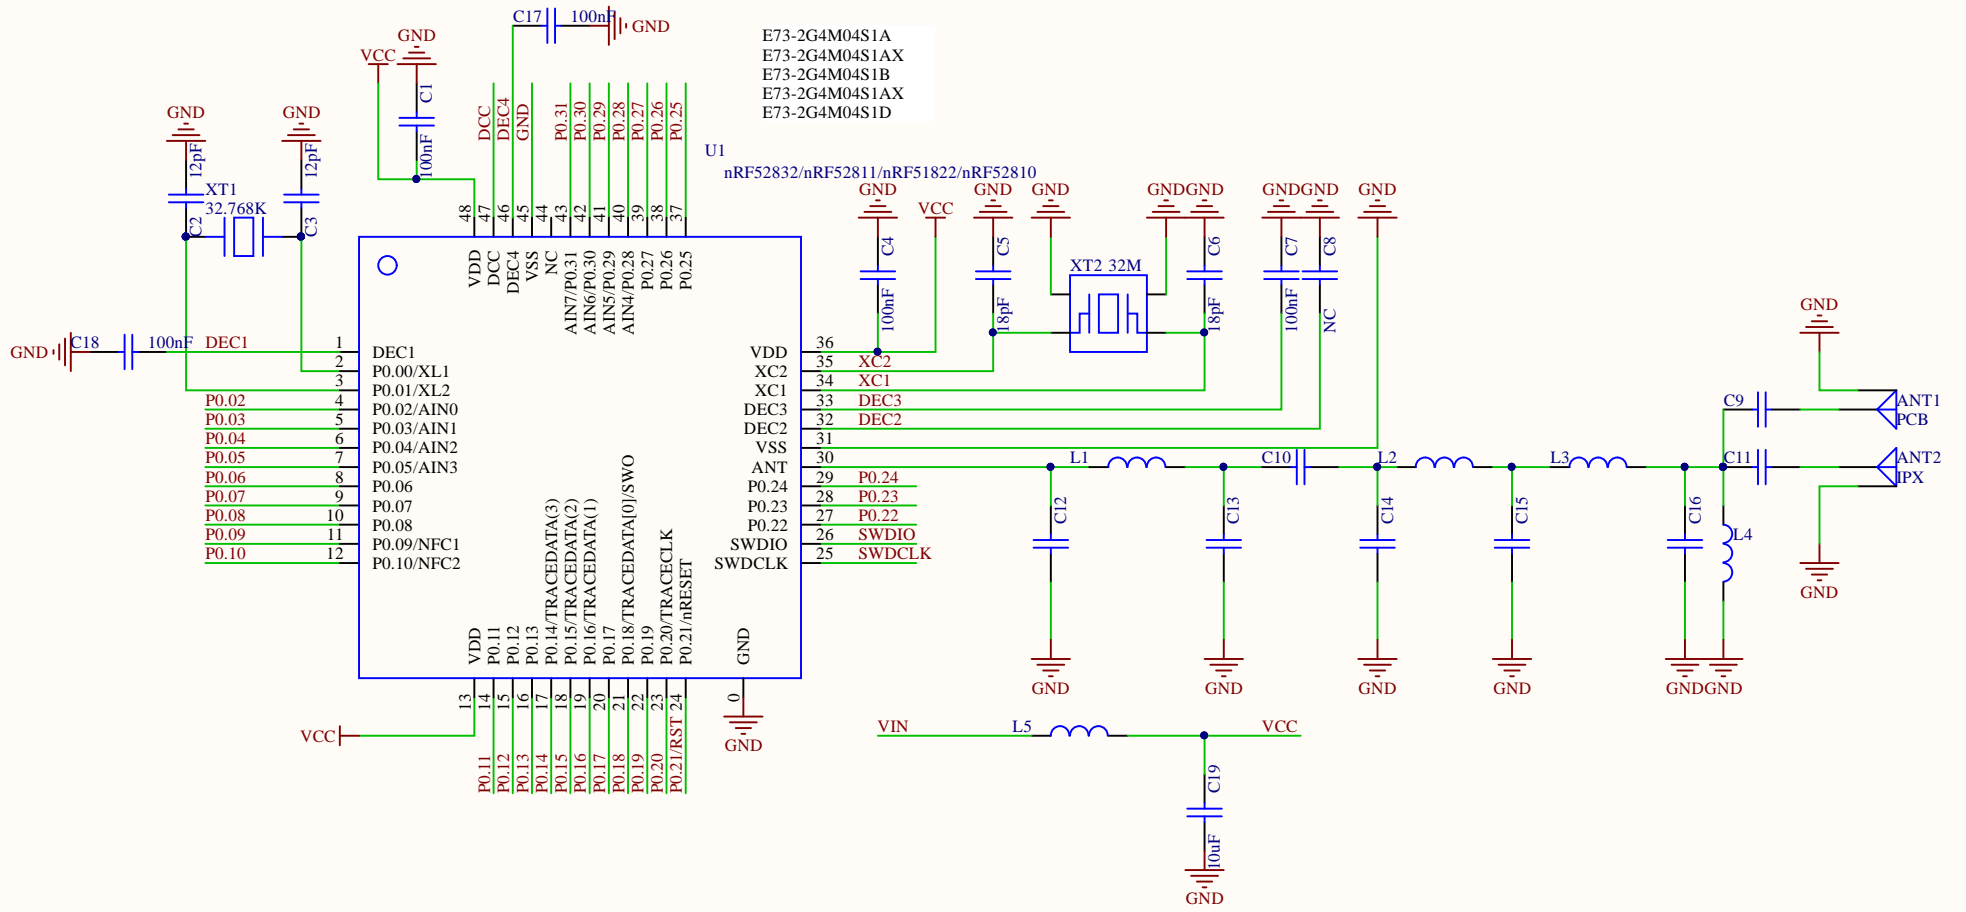 C17 100nF GND
E73-2G4M04S1A
E73-2G4M04S1AX
E73-2G4M04S1B
E73-2G4M04S1AX
E73-2G4M04S1D
GND
VCC
C1
100nF
GND GND
12pF 12pF
XT1
32.768K
C2 C3
DCC DEC4 GND P0.31 P0.30 P0.29 P0.28 P0.27 P0.26 P0.25
U1
nRF52832/nRF52811/nRF51822/nRF52810
48 47 46 45 44 43 42 41 40 39 38 37
VDD DCC DEC4 VSS NC AIN7/P0.31 AIN6/P0.30 AIN5/P0.29 AIN4/P0.28 P0.27 P0.26 P0.25
GND VCC GND GND GND GND GND GND GND
C4 C5 XT2 32M C6 C7 C8
100nF 18pF 18pF 100nF NC
GND C18 100nF DEC1 1 DEC1
2 P0.00/XL1
3 P0.01/XL2
P0.02 4 P0.02/AIN0
P0.03 5 P0.03/AIN1
P0.04 6 P0.04/AIN2
P0.05 7 P0.05/AIN3
P0.06 8 P0.06
P0.07 9 P0.07
P0.08 10 P0.08
P0.09 11 P0.09/NFC1
P0.10 12 P0.10/NFC2
VDD 36
XC2 35 XC2
XC1 34 XC1
DEC3 33 DEC3
DEC2 32 DEC2
VSS 31
ANT 30
P0.24 29 P0.24
P0.23 28 P0.23
P0.22 27 P0.22
SWDIO 26 SWDIO
SWDCLK 25 SWDCLK
L1 C10 L2 L3 C11
GND
C9 ANT1
PCB
ANT2
IPX
GND
C12 C13 C14 C15 C16 L4
GND GND GND GND GND GND
VDD P0.11 P0.12 P0.13 P0.14/TRACEDATA(3) P0.15/TRACEDATA(2) P0.16/TRACEDATA(1) P0.17 P0.18/TRACEDATA[0]/SWO P0.19 P0.20/TRACECLK P0.21/nRESET GND
13 14 15 16 17 18 19 20 21 22 23 24 0
VCC GND
P0.11 P0.12 P0.13 P0.14 P0.15 P0.16 P0.17 P0.18 P0.19 P0.20 P0.21/RST
VIN L5 VCC
C19
10uF
GND